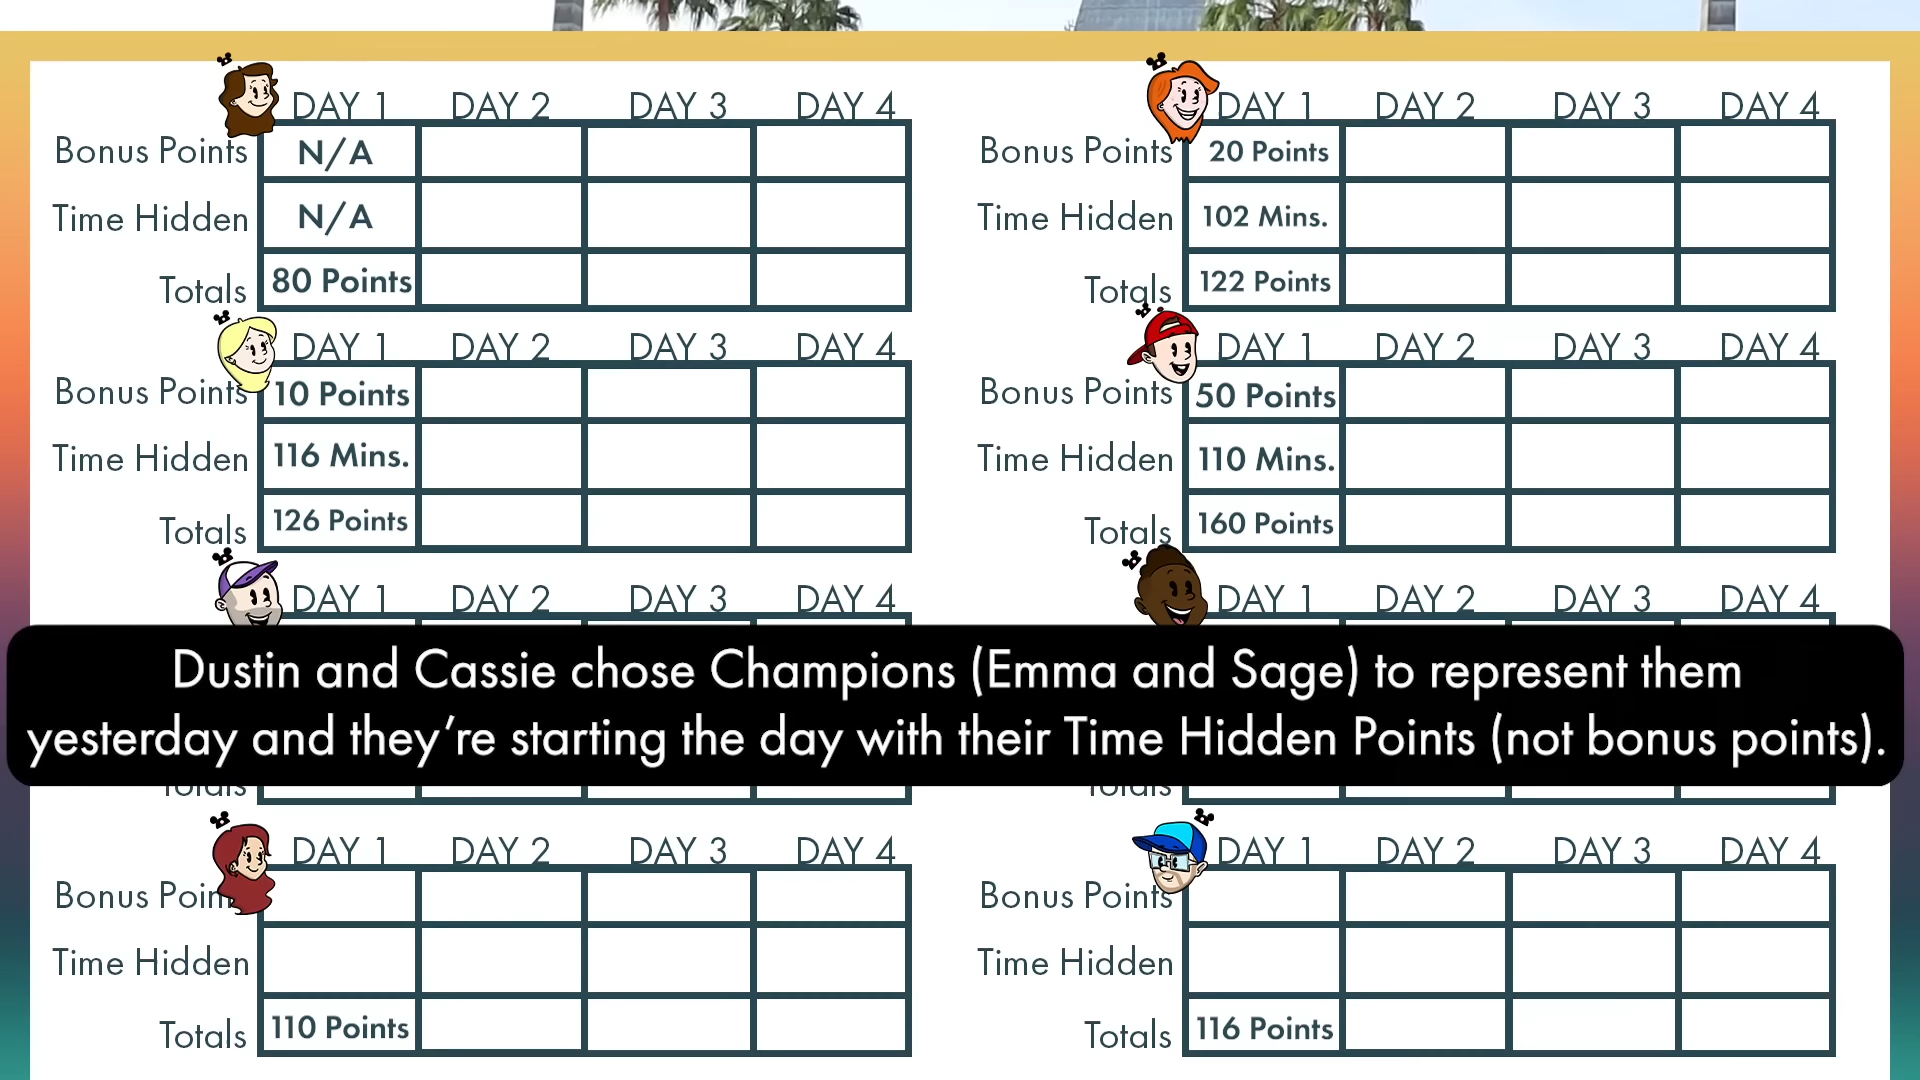 DAY 1 DAY 2 DAY 3 DAY 4
Bonus Points N/A
Time Hidden N/A
Totals 80 Points
DAY 1 DAY 2 DAY 3 DAY 4
Bonus Points 20 Points
Time Hidden 102 Mins.
Totals 122 Points
DAY 1 DAY 2 DAY 3 DAY 4
Bonus Points 10 Points
Time Hidden 116 Mins.
Totals 126 Points
DAY 1 DAY 2 DAY 3 DAY 4
Bonus Points 50 Points
Time Hidden 110 Mins.
Totals 160 Points
DAY 1 DAY 2 DAY 3 DAY 4
DAY 1 DAY 2 DAY 3 DAY 4
Dustin and Cassie chose Champions (Emma and Sage) to represent them
yesterday and they’re starting the day with their Time Hidden Points (not bonus points).
Totals
Totals
DAY 1 DAY 2 DAY 3 DAY 4
Bonus Poin
Time Hidden
Totals 110 Points
DAY 1 DAY 2 DAY 3 DAY 4
Bonus Points
Time Hidden
Totals 116 Points